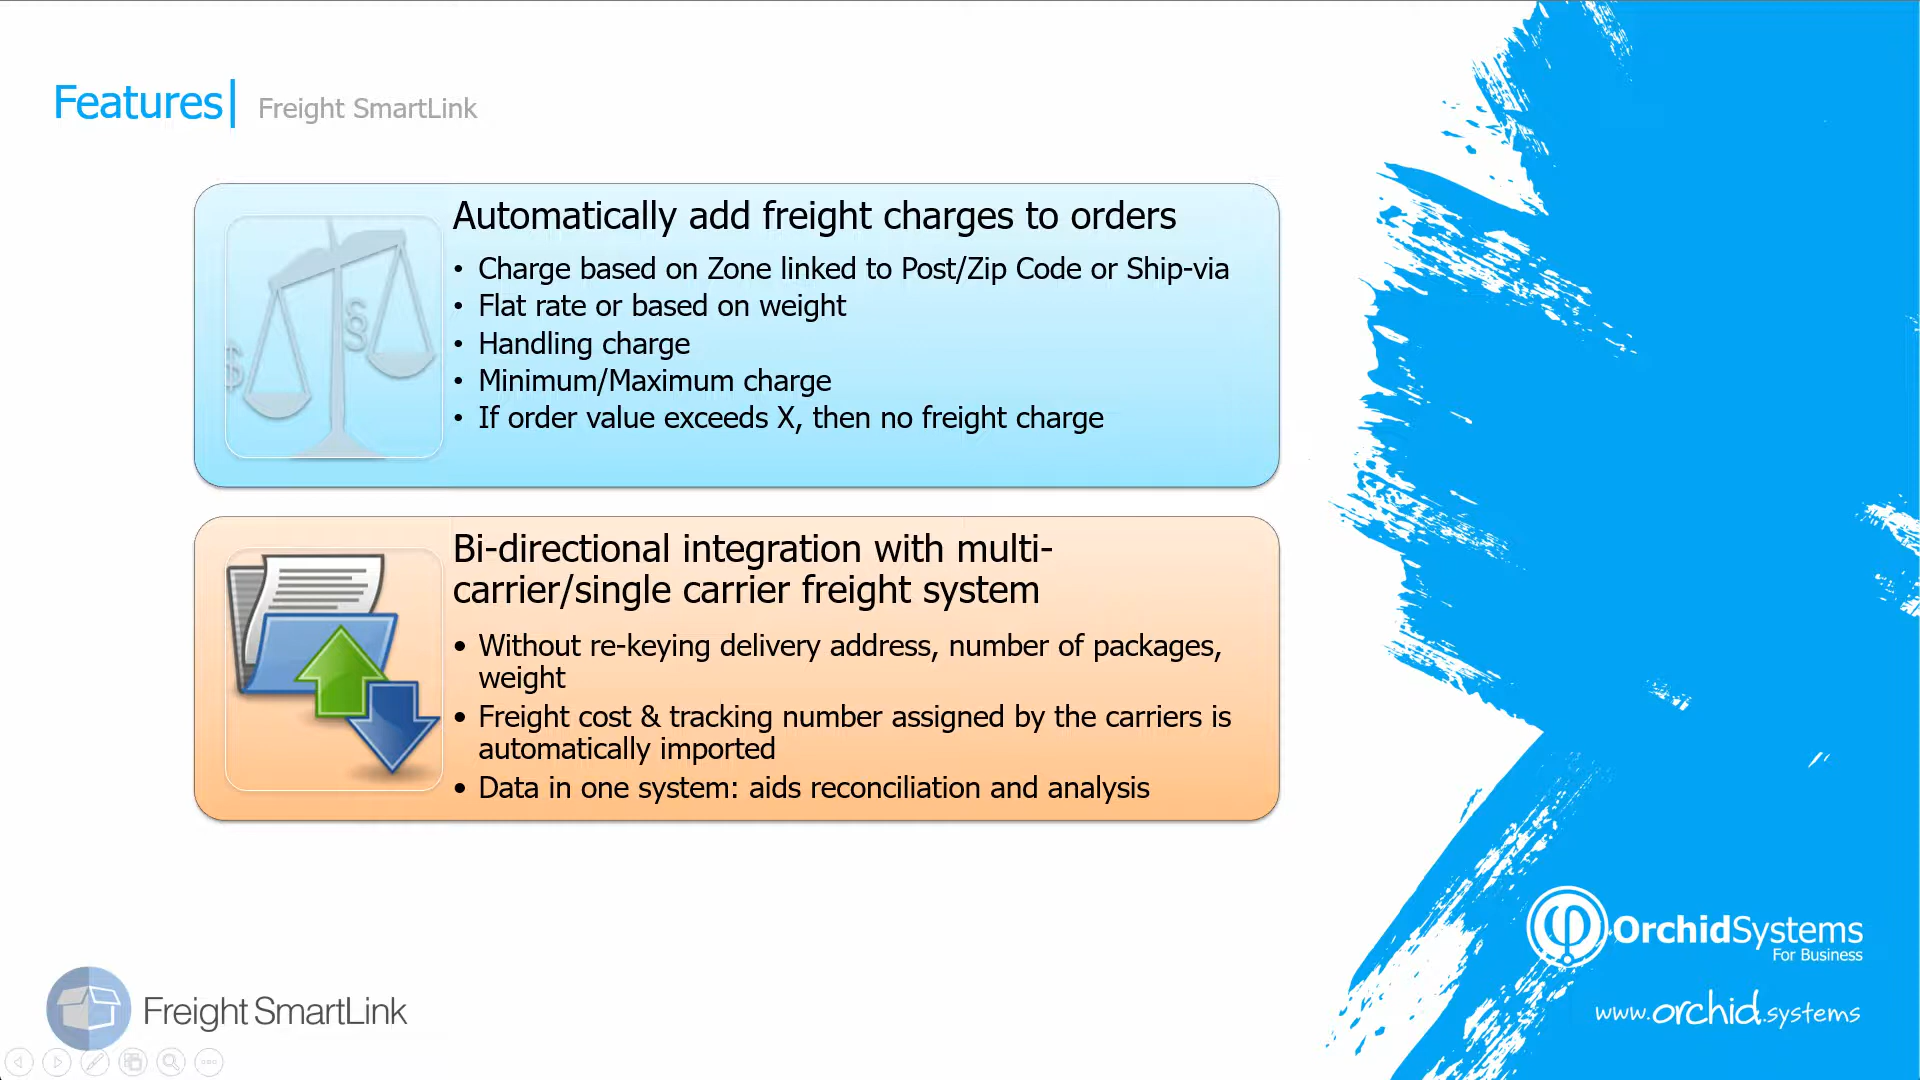 Features
Freight SmartLink
Automatically add freight charges to orders
• Charge based on Zone linked to Post/Zip Code or Ship-via
• Flat rate or based on weight
• Handling charge
• Minimum/Maximum charge
• If order value exceeds X, then no freight charge
$
§
Bi-directional integration with multi-
carrier/single carrier freight system
• Without re-keying delivery address, number of packages,
weight
• Freight cost & tracking number assigned by the carriers is
automatically imported
• Data in one system: aids reconciliation and analysis
OrchidSystems
For Business
www.orchid.systems
Freight SmartLink